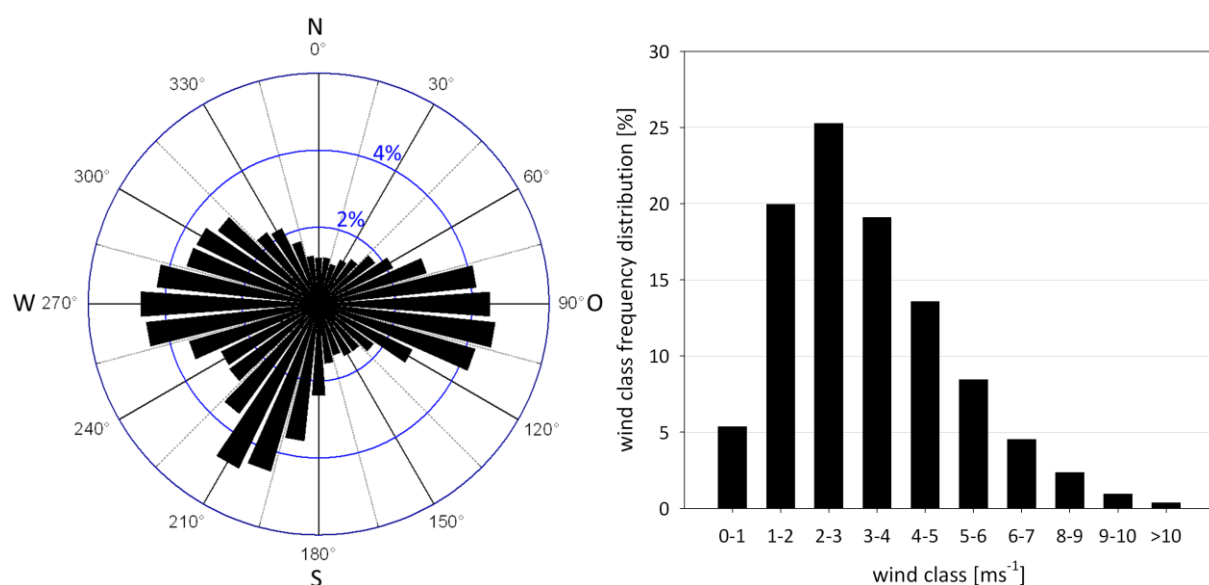 N
0°
330°
30°
4%
300°
60°
2%
W 270°
90° O
240°
120°
210°
150°
180°
S
wind class frequency distribution [%]
30
25
20
15
10
5
0
0-1 1-2 2-3 3-4 4-5 5-6 6-7 8-9 9-10 >10
wind class [ms-1]